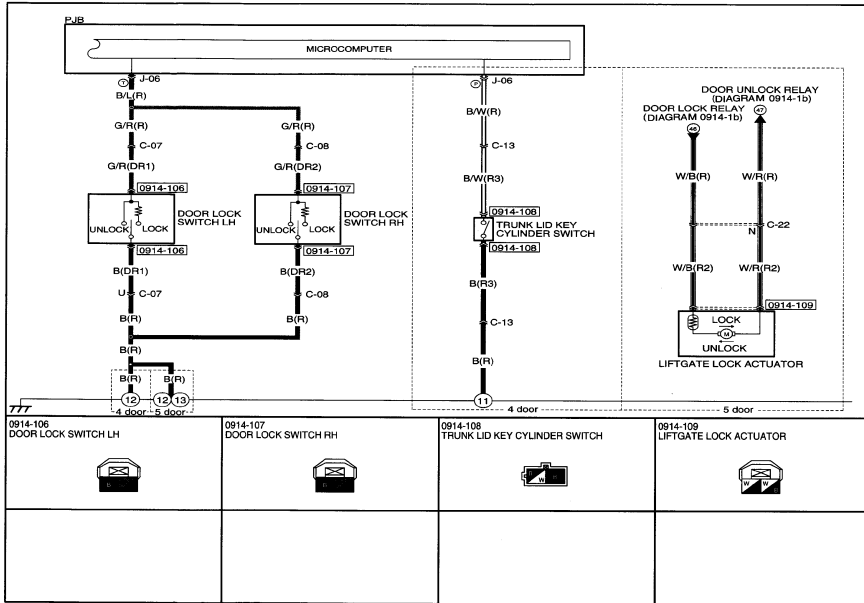 PJB
MICROCOMPUTER
T J-06
P J-06
B/L(R)
G/R(R)
G/R(R)
C-07
C-08
G/R(DR1)
G/R(DR2)
0914-106
0914-107
DOOR LOCK
SWITCH LH
UNLOCK
LOCK
DOOR LOCK
SWITCH RH
UNLOCK
LOCK
0914-106
0914-107
B(DR1)
B(DR2)
U C-07
C-08
B(R)
B(R)
B(R)
B(R)
B(R)
12
12
13
4 door
5 door
B/W(R)
C-13
B/W(R3)
0914-108
TRUNK LID KEY
CYLINDER SWITCH
0914-108
B(R3)
C-13
B(R)
11
4 door
DOOR UNLOCK RELAY
(DIAGRAM 0914-1b)
DOOR LOCK RELAY
(DIAGRAM 0914-1b)
46
47
W/B(R)
W/R(R)
C-22
N
W/B(R2)
W/R(R2)
0914-109
LOCK
M
UNLOCK
LIFTGATE LOCK ACTUATOR
5 door
0914-106
DOOR LOCK SWITCH LH
0914-107
DOOR LOCK SWITCH RH
0914-108
TRUNK LID KEY CYLINDER SWITCH
0914-109
LIFTGATE LOCK ACTUATOR
W
W
W